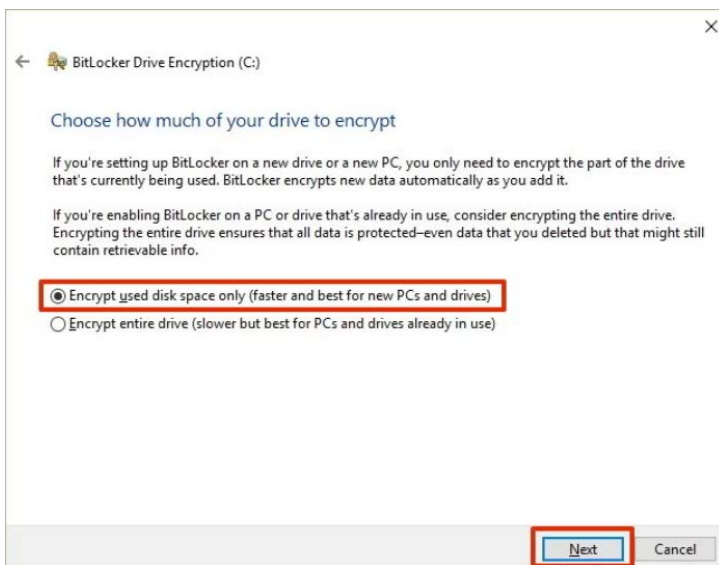 BitLocker Drive Encryption (C:)
Choose how much of your drive to encrypt
If you're setting up BitLocker on a new drive or a new PC, you only need to encrypt the part of the drive
that's currently being used. BitLocker encrypts new data automatically as you add it.
If you're enabling BitLocker on a PC or drive that's already in use, consider encrypting the entire drive.
Encrypting the entire drive ensures that all data is protected–even data that you deleted but that might still
contain retrievable info.
Encrypt used disk space only (faster and best for new PCs and drives)
Encrypt entire drive (slower but best for PCs and drives already in use)
Next Cancel